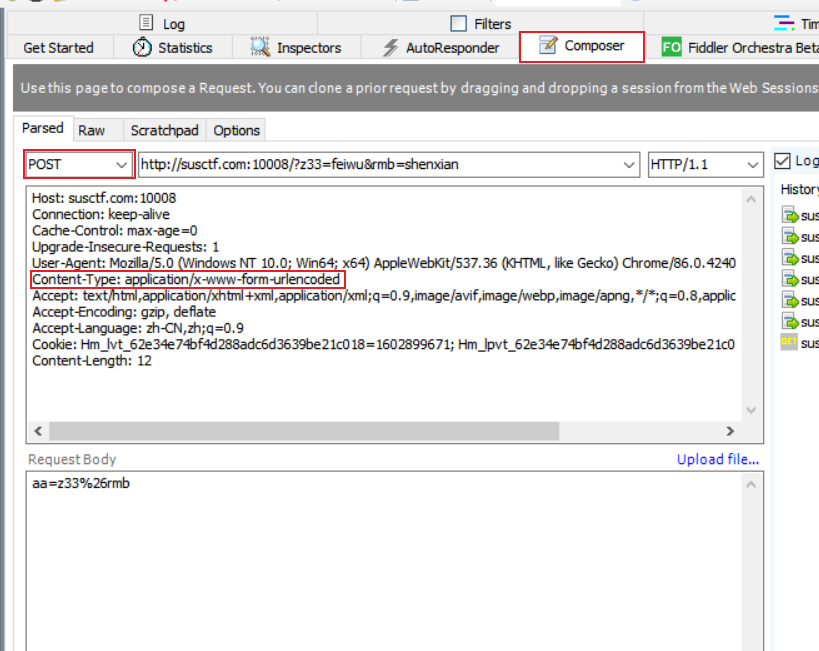 Log
Filters
Tim
Get Started
Statistics
Inspectors
AutoResponder
Composer
FO Fiddler Orchestra Beta
Use this page to compose a Request. You can clone a prior request by dragging and dropping a session from the Web Sessions
Parsed
Raw
Scratchpad
Options
POST
http://susctf.com:10008/?z33=feiwu&rmb=shenxian
HTTP/1.1
Log
Host: susctf.com:10008
Connection: keep-alive
Cache-Control: max-age=0
Upgrade-Insecure-Requests: 1
User-Agent: Mozilla/5.0 (Windows NT 10.0; Win64; x64) AppleWebKit/537.36 (KHTML, like Gecko) Chrome/86.0.4240
Content-Type: application/x-www-form-urlencoded
Accept: text/html,application/xhtml+xml,application/xml;q=0.9,image/avif,image/webp,image/apng,*/*;q=0.8,applic
Accept-Encoding: gzip, deflate
Accept-Language: zh-CN,zh;q=0.9
Cookie: Hm_lvt_62e34e74bf4d288adc6d3639be21c018=1602899671; Hm_lpvt_62e34e74bf4d288adc6d3639be21c0
Content-Length: 12
History
sus
sus
sus
sus
sus
sus
GET sus
Request Body
Upload file...
aa=z33%26rmb